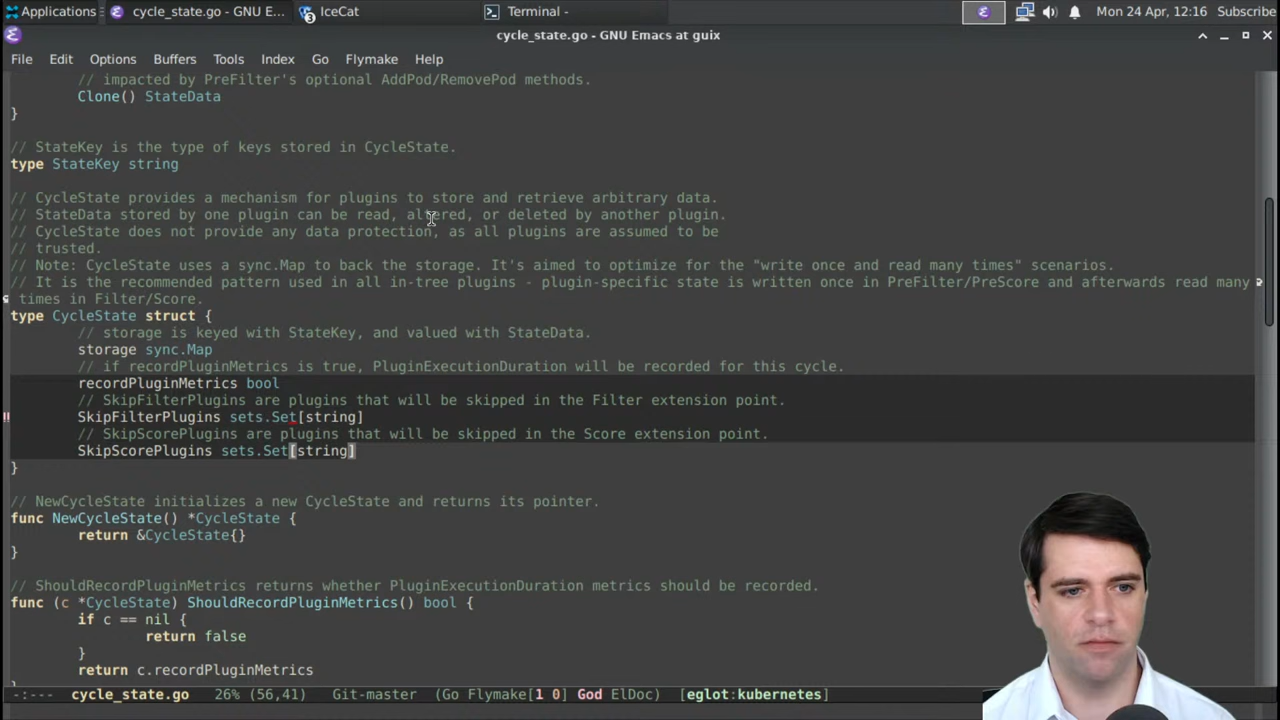 Applications cycle_state.go - GNU E... 3 IceCat Terminal - Mon 24 Apr, 12:16 Subscribe
cycle_state.go - GNU Emacs at guix
File Edit Options Buffers Tools Index Go Flymake Help
// impacted by PreFilter's optional AddPod/RemovePod methods.
Clone() StateData
}
// StateKey is the type of keys stored in CycleState.
type StateKey string
// CycleState provides a mechanism for plugins to store and retrieve arbitrary data.
// StateData stored by one plugin can be read, altered, or deleted by another plugin.
// CycleState does not provide any data protection, as all plugins are assumed to be
// trusted.
// Note: CycleState uses a sync.Map to back the storage. It's aimed to optimize for the "write once and read many times" scenarios.
// It is the recommended pattern used in all in-tree plugins - plugin-specific state is written once in PreFilter/PreScore and afterwards read many
times in Filter/Score.
type CycleState struct {
// storage is keyed with StateKey, and valued with StateData.
storage sync.Map
// if recordPluginMetrics is true, PluginExecutionDuration will be recorded for this cycle.
recordPluginMetrics bool
// SkipFilterPlugins are plugins that will be skipped in the Filter extension point.
!! SkipFilterPlugins sets.Set[string]
// SkipScorePlugins are plugins that will be skipped in the Score extension point.
SkipScorePlugins sets.Set[string]
}
// NewCycleState initializes a new CycleState and returns its pointer.
func NewCycleState() *CycleState {
return &CycleState{}
}
// ShouldRecordPluginMetrics returns whether PluginExecutionDuration metrics should be recorded.
func (c *CycleState) ShouldRecordPluginMetrics() bool {
if c == nil {
return false
}
return c.recordPluginMetrics
-:--- cycle_state.go 26% (56,41) Git-master (Go Flymake[1 0] God ElDoc) [eglot:kubernetes]